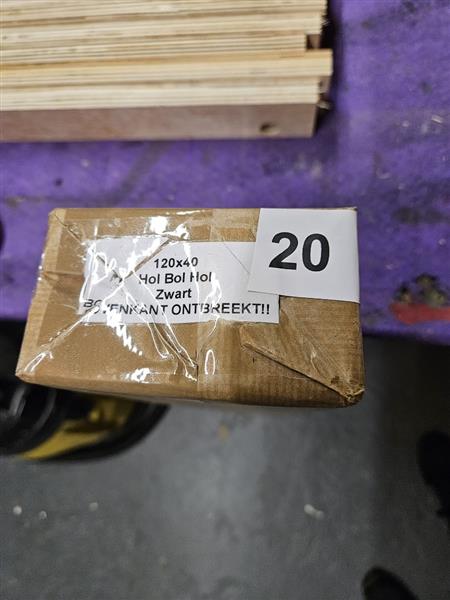 120x40
Hol Bol Hol
Zwart
BOVENKANT ONTBREEKT!!
20